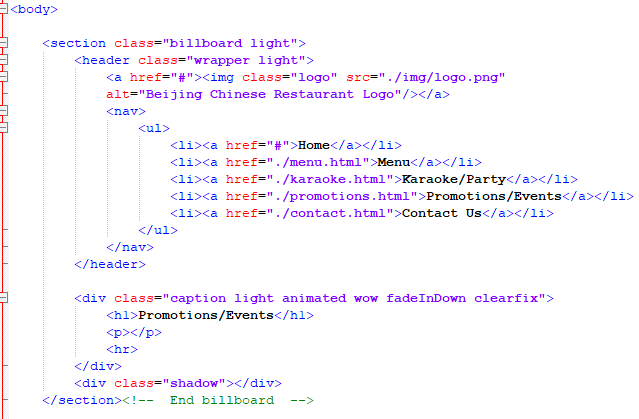 <body>
<section class="billboard light">
<header class="wrapper light">
<a href="#"><img class="logo" src="./img/logo.png"
alt="Beijing Chinese Restaurant Logo"/></a>
<nav>
<ul>
<li><a href="#">Home</a></li>
<li><a href="./menu.html">Menu</a></li>
<li><a href="./karaoke.html">Karaoke/Party</a></li>
<li><a href="./promotions.html">Promotions/Events</a></li>
<li><a href="./contact.html">Contact Us</a></li>
</ul>
</nav>
</header>
<div class="caption light animated wow fadeInDown clearfix">
<h1>Promotions/Events</h1>
<p></p>
<hr>
</div>
<div class="shadow"></div>
</section><!--  End billboard  -->